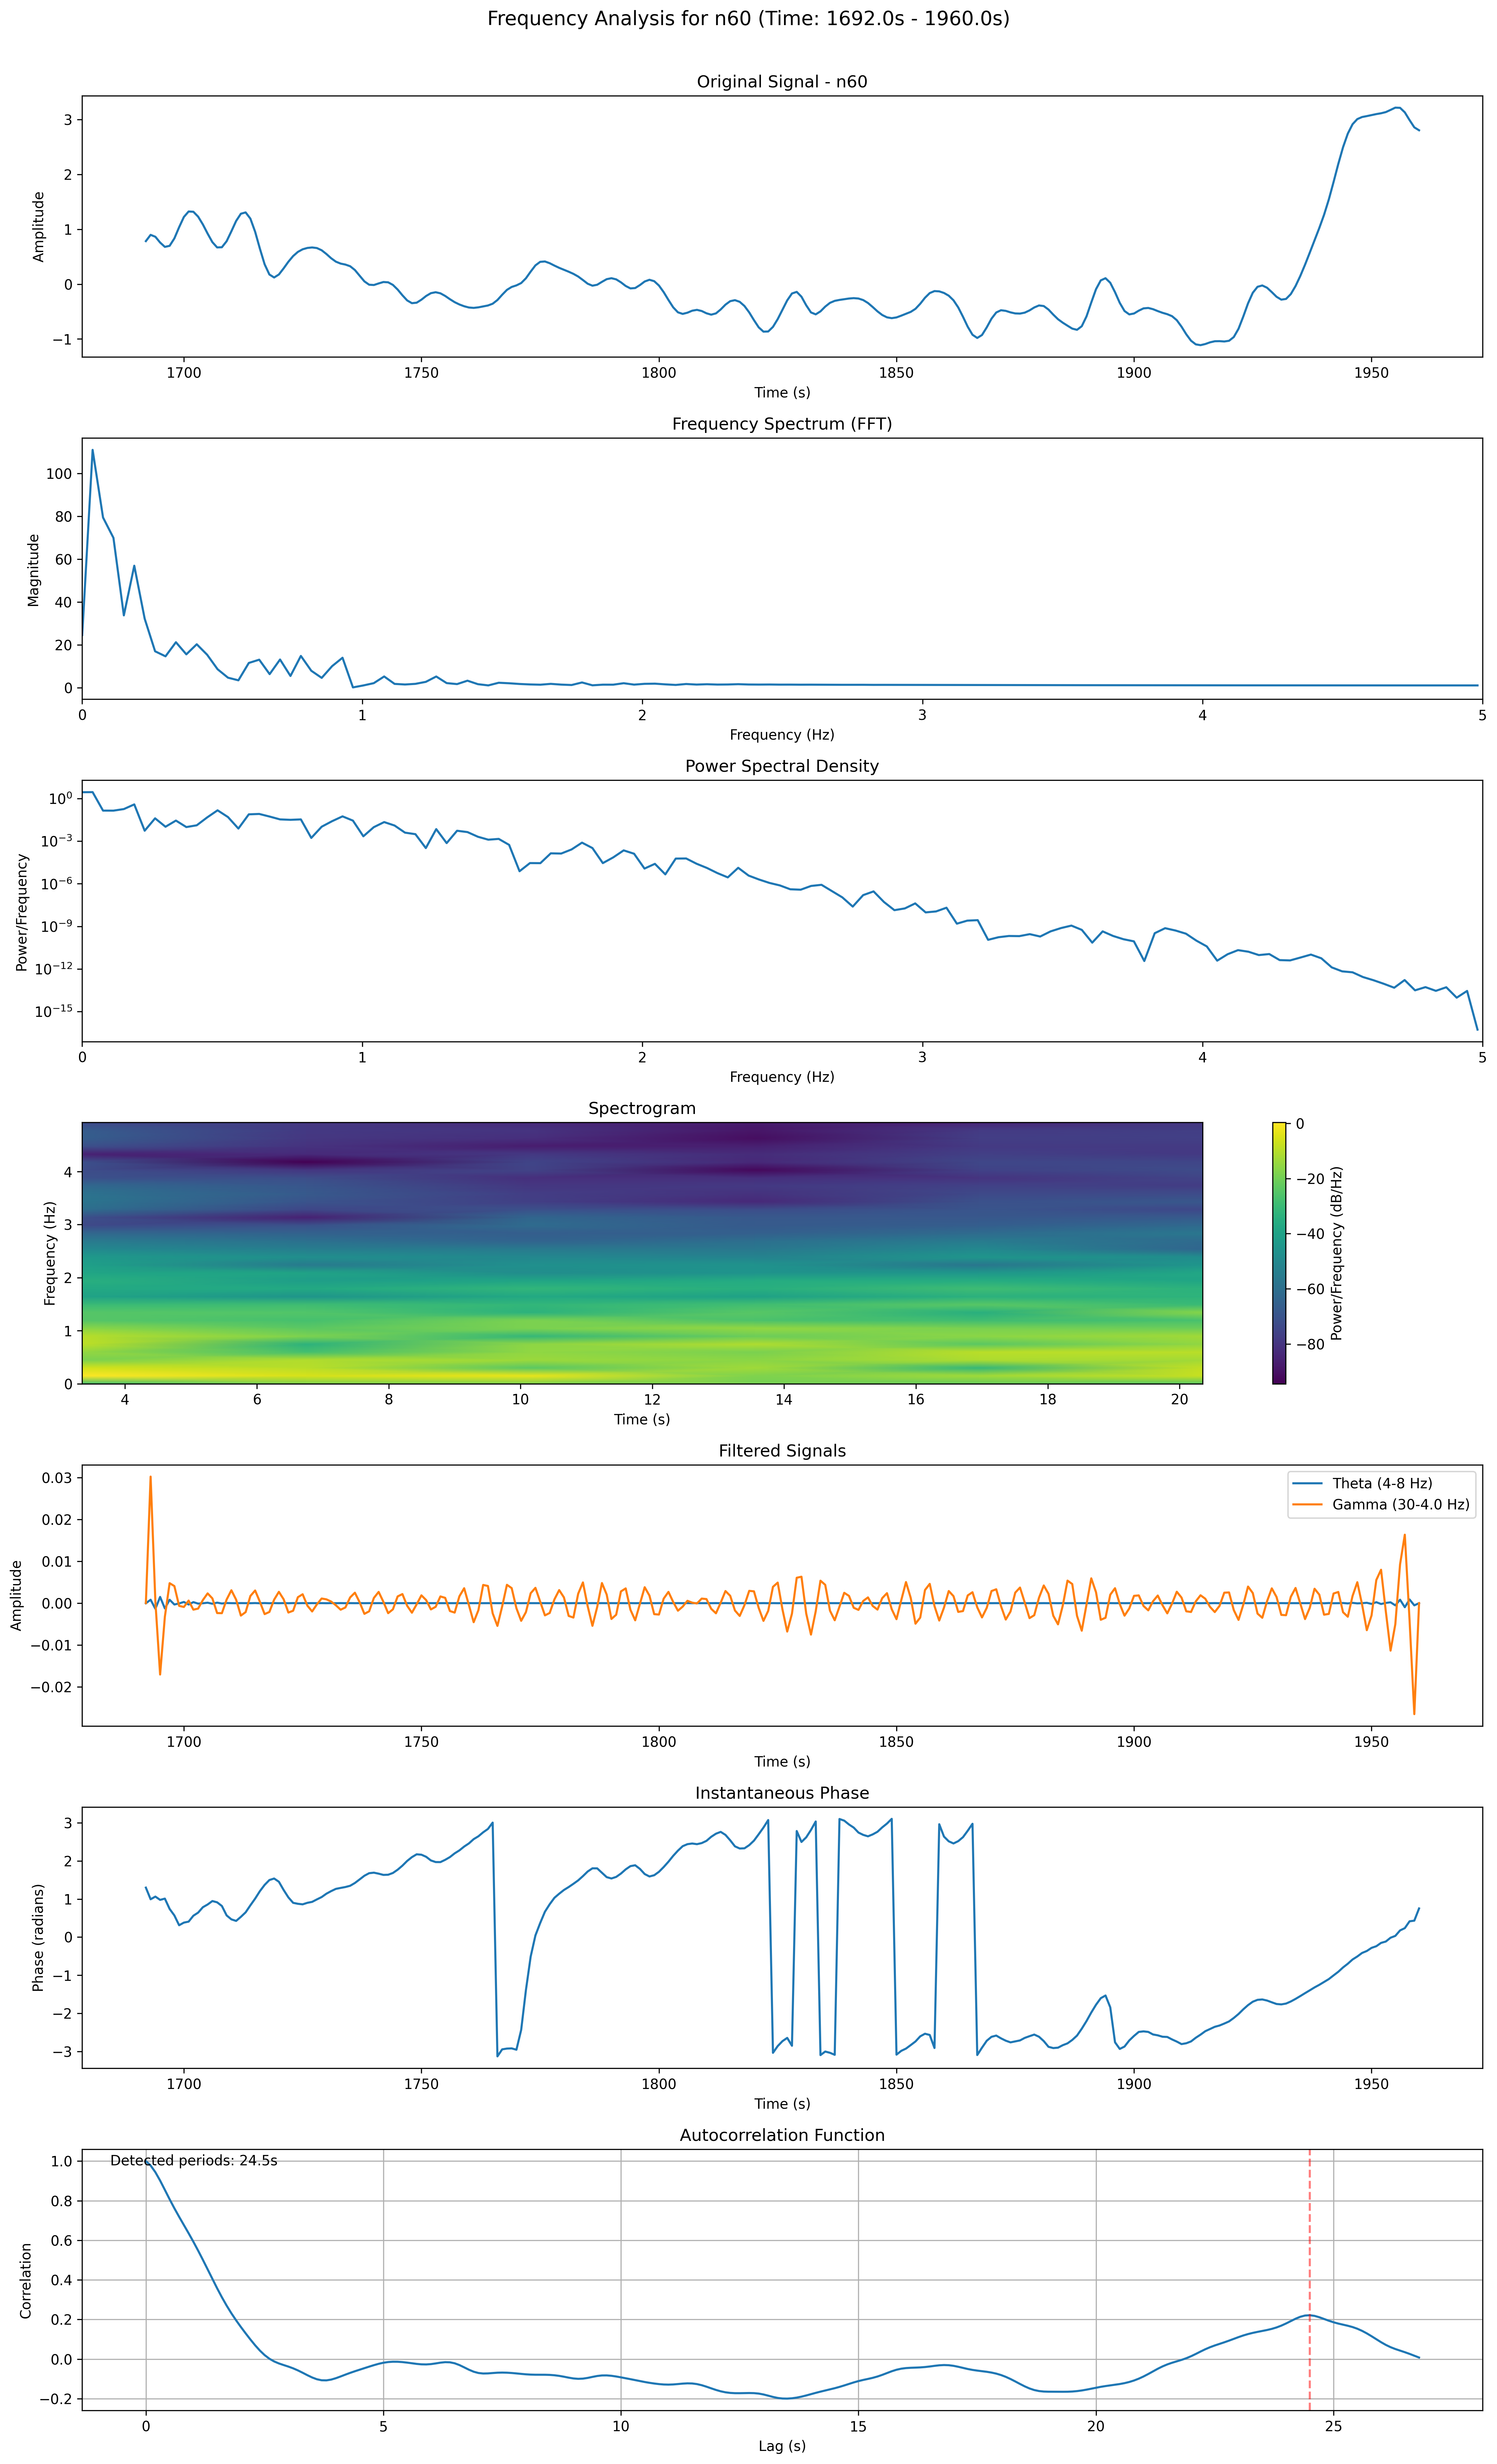 Frequency Analysis for n60 (Time: 1692.0s - 1960.0s)
Original Signal - n60
Amplitude
3
2
1
0
−1
1700 1750 1800 1850 1900 1950
Time (s)
Frequency Spectrum (FFT)
Magnitude
100
80
60
40
20
0
0 1 2 3 4 5
Frequency (Hz)
Power Spectral Density
Power/Frequency
10⁰
10⁻³
10⁻⁶
10⁻⁹
10⁻¹²
10⁻¹⁵
0 1 2 3 4 5
Frequency (Hz)
Spectrogram
Frequency (Hz)
4
3
2
1
0
4 6 8 10 12 14 16 18 20
Time (s)
0
−20
−40
−60
−80
Power/Frequency (dB/Hz)
Filtered Signals
Amplitude
0.03
0.02
0.01
0.00
−0.01
−0.02
Theta (4-8 Hz)
Gamma (30-4.0 Hz)
1700 1750 1800 1850 1900 1950
Time (s)
Instantaneous Phase
Phase (radians)
3
2
1
0
−1
−2
−3
1700 1750 1800 1850 1900 1950
Time (s)
Autocorrelation Function
Detected periods: 24.5s
Correlation
1.0
0.8
0.6
0.4
0.2
0.0
−0.2
0 5 10 15 20 25
Lag (s)